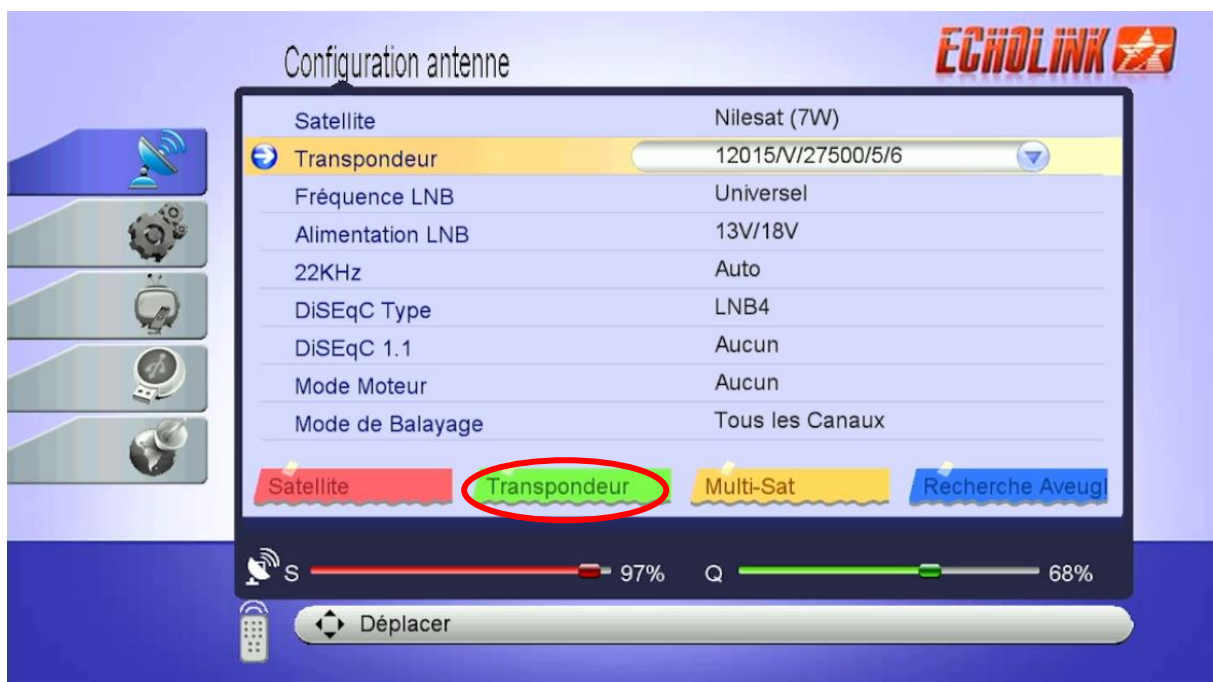 Configuration antenne
ECHOLINK
Satellite Nilesat (7W)
Transpondeur 12015/V/27500/5/6
Fréquence LNB Universel
Alimentation LNB 13V/18V
22KHz Auto
DiSEqC Type LNB4
DiSEqC 1.1 Aucun
Mode Moteur Aucun
Mode de Balayage Tous les Canaux
Satellite Transpondeur Multi-Sat Recherche Aveugl
S 97% Q 68%
Déplacer